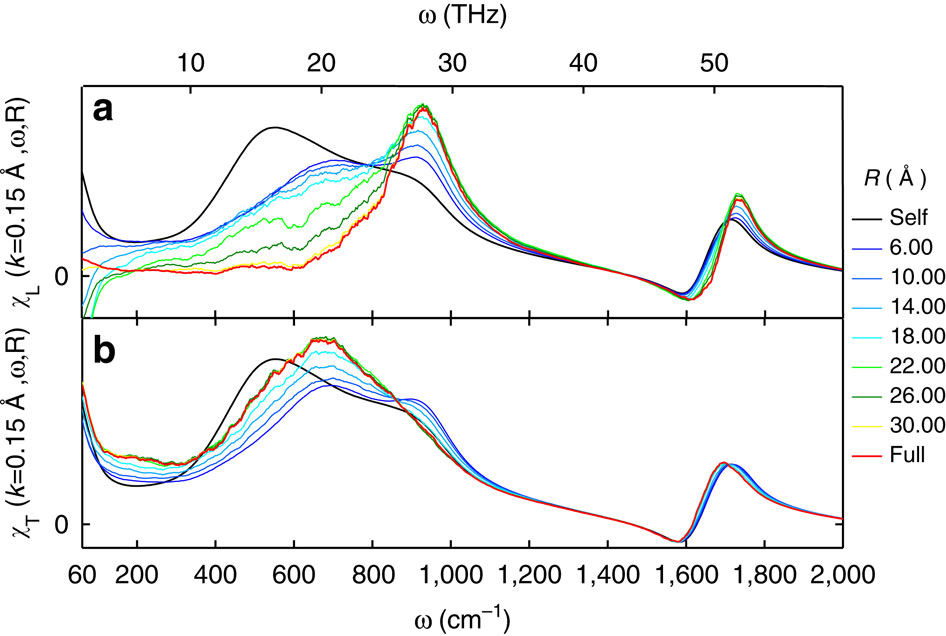 ω (THz)
10 20 30 40 50
a
χL (k=0.15 Å ,ω,R)
0
R ( Å )
Self
6.00
10.00
14.00
18.00
22.00
26.00
30.00
Full
b
χT (k=0.15 Å ,ω,R)
0
60 200 400 600 800 1,000 1,200 1,400 1,600 1,800 2,000
ω (cm⁻¹)